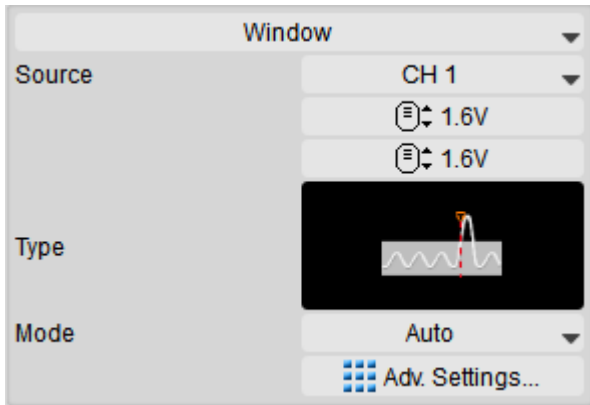 Window
Source CH 1
1.6V
1.6V
Type
Mode Auto
Adv. Settings...